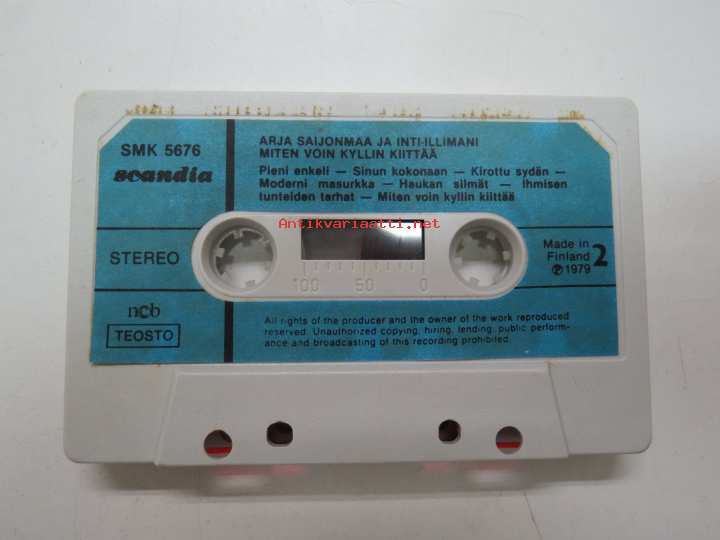 SMK 5676
scandia
ARJA SAIJONMAA JA INTI-ILLIMANI
MITEN VOIN KYLLIN KIITTÄÄ
Pieni enkeli — Sinun kokonaan — Kirottu sydän —
Moderni masurkka — Haukan silmät — Ihmisen
tunteiden tarhat — Miten voin kyllin kiittää
Antikvariaatti.net
STEREO
100 50 0
Made in
Finland
℗ 1979
2
ncb
TEOSTO
All rights of the producer and the owner of the work reproduced
reserved. Unauthorized copying, hiring, lending, public perform-
ance and broadcasting of this recording prohibited.